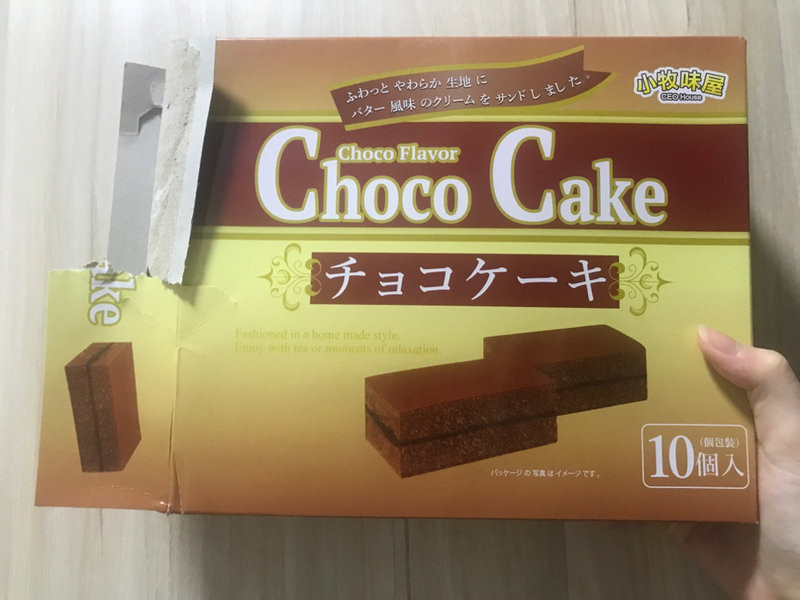 ふわっと やわらか 生地 に
バター 風味 のクリーム を サンド し ました。
小牧味屋
CEO House
Choco Flavor
Choco Cake
チョコケーキ
Fashioned in a home made style.
Enjoy with tea or moments of relaxation.
(個包裝)
10個入
パッケージ の 写真 は イメージ です。
ake